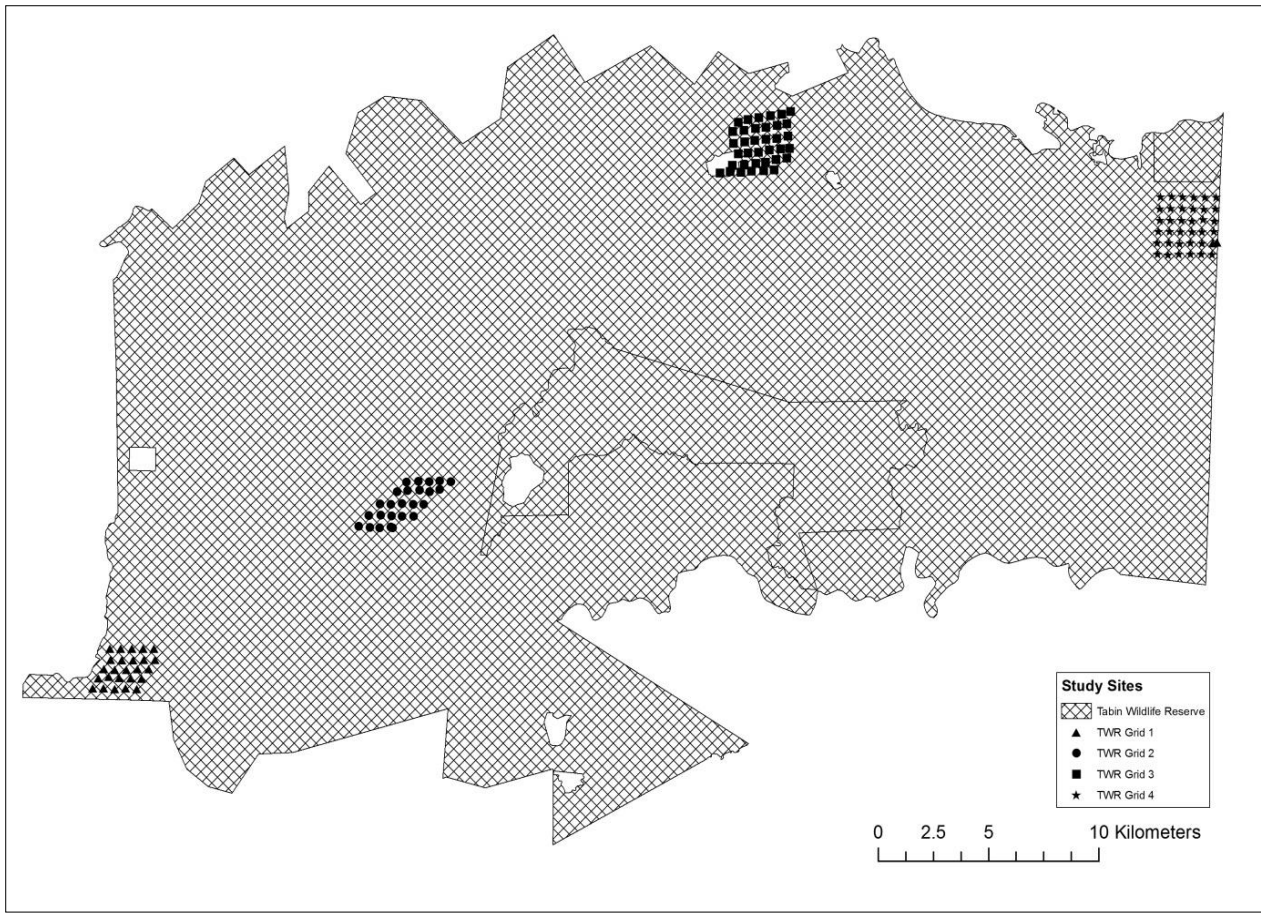 Study Sites
Tabin Wildlife Reserve
TWR Grid 1
TWR Grid 2
TWR Grid 3
TWR Grid 4
0 2.5 5 10 Kilometers